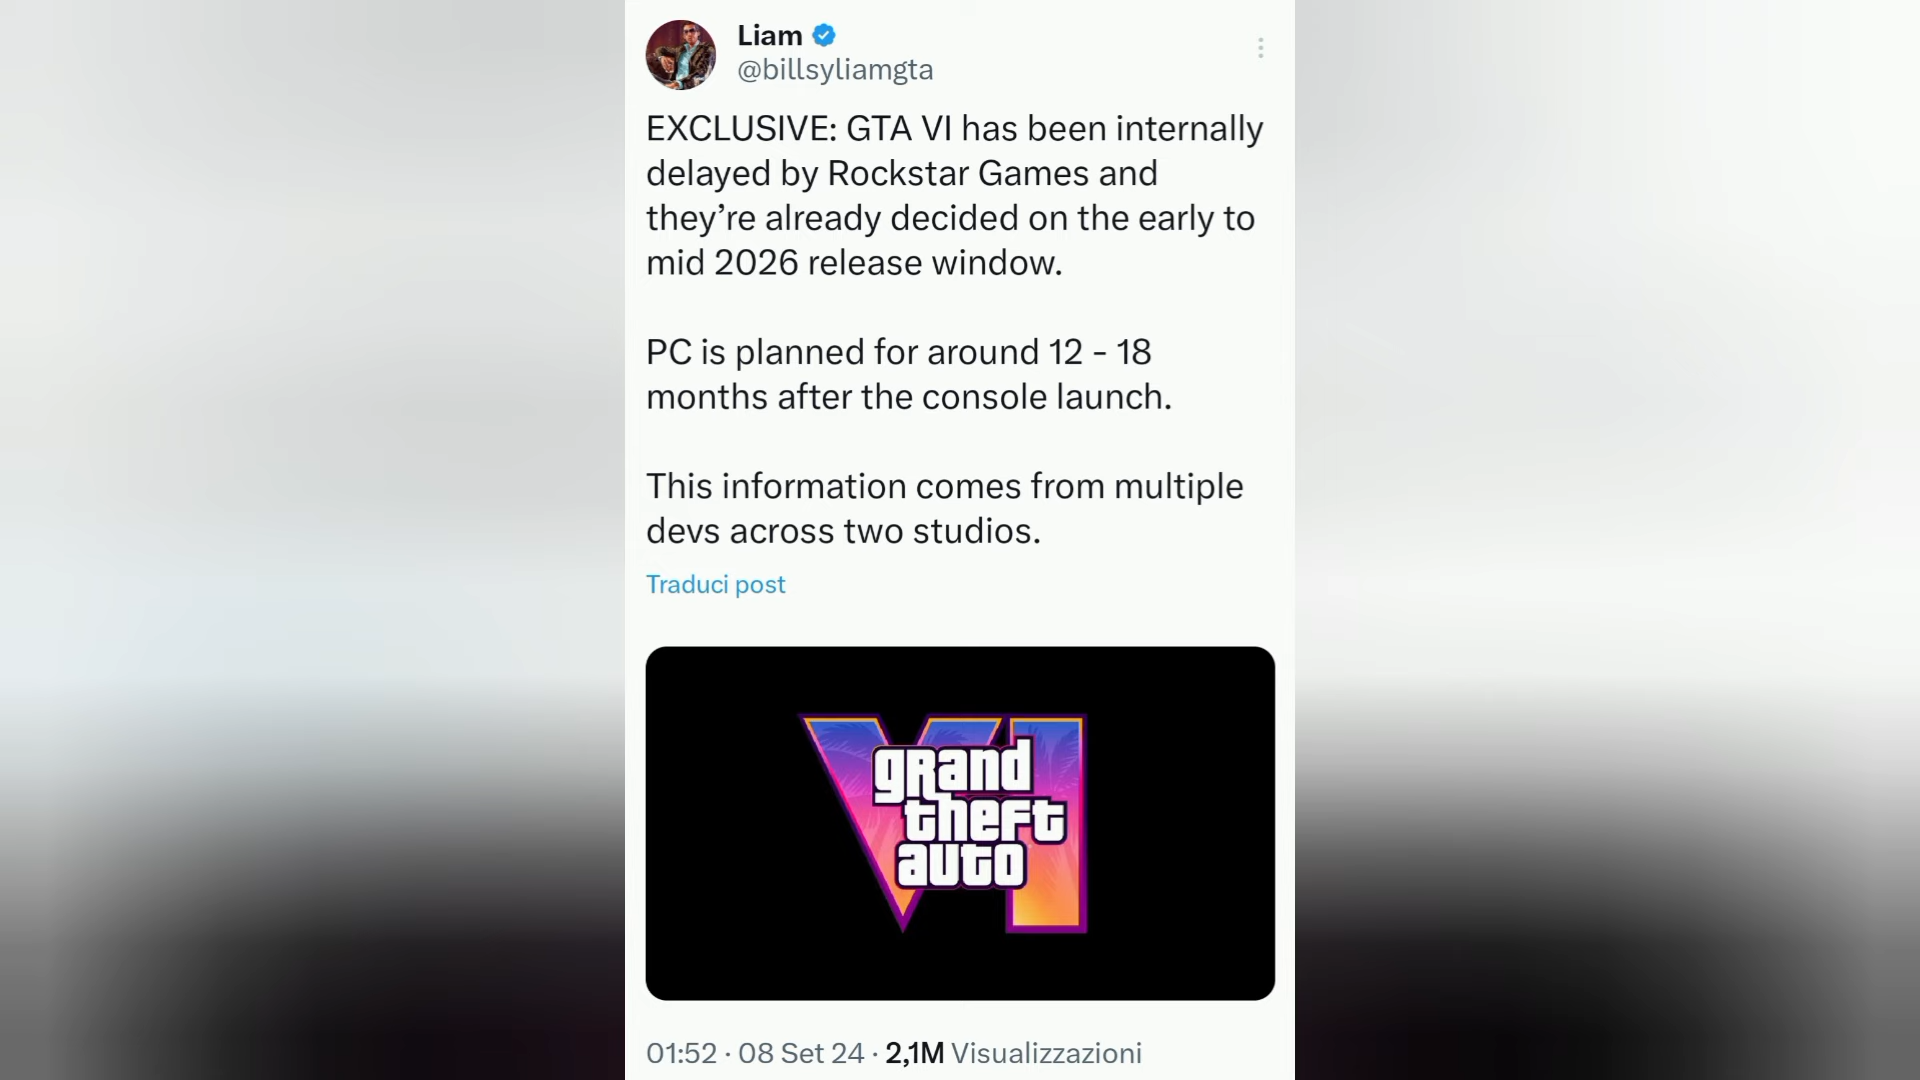 Liam
@billsyliamgta
EXCLUSIVE: GTA VI has been internally
delayed by Rockstar Games and
they’re already decided on the early to
mid 2026 release window.
PC is planned for around 12 - 18
months after the console launch.
This information comes from multiple
devs across two studios.
Traduci post
VI
grand
theft
auto
01:52 · 08 Set 24 · 2,1M Visualizzazioni